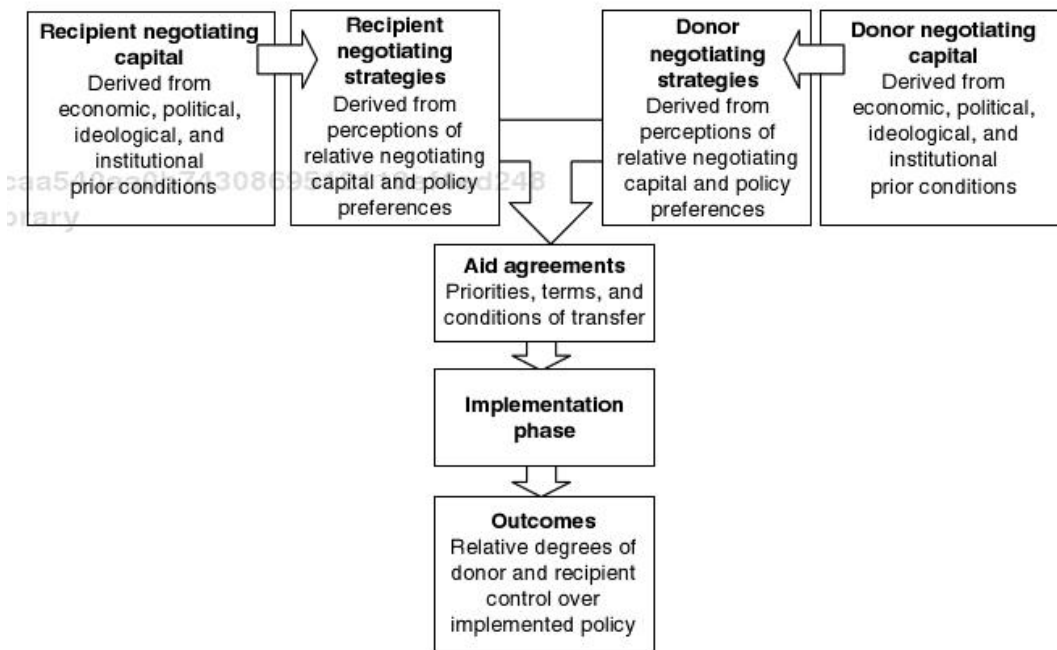 Recipient negotiating
capital
Derived from
economic, political,
ideological, and
institutional
prior conditions
Recipient
negotiating
strategies
Derived from
perceptions of
relative negotiating
capital and policy
preferences
Donor
negotiating
strategies
Derived from
perceptions of
relative negotiating
capital and policy
preferences
Donor negotiating
capital
Derived from
economic, political,
ideological, and
institutional
prior conditions
Aid agreements
Priorities, terms, and
conditions of transfer
Implementation
phase
Outcomes
Relative degrees of
donor and recipient
control over
implemented policy